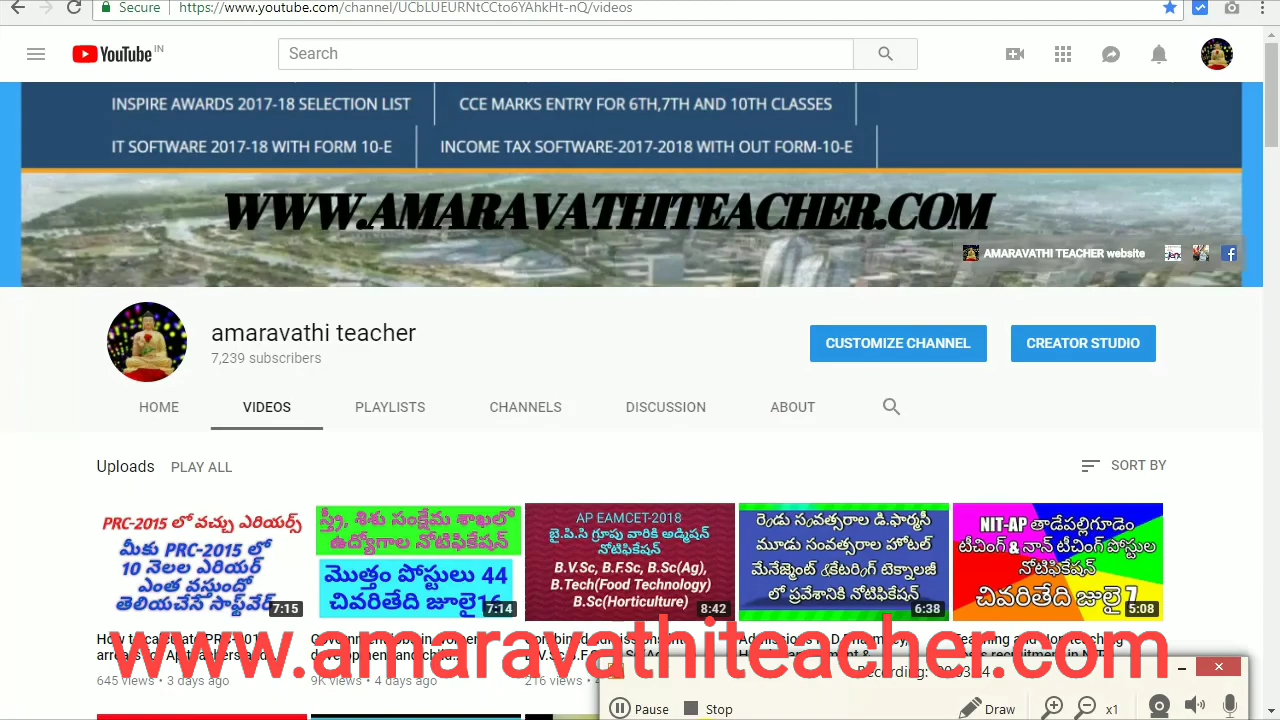 Secure https://www.youtube.com/channel/UCbLUEURNtCCto6YAhkHt-nQ/videos
YouTube IN
Search
INSPIRE AWARDS 2017-18 SELECTION LIST
CCE MARKS ENTRY FOR 6TH,7TH AND 10TH CLASSES
IT SOFTWARE 2017-18 WITH FORM 10-E
INCOME TAX SOFTWARE-2017-2018 WITH OUT FORM-10-E
WWW.AMARAVATHITEACHER.COM
AMARAVATHI TEACHER website
amaravathi teacher
7,239 subscribers
CUSTOMIZE CHANNEL
CREATOR STUDIO
HOME VIDEOS PLAYLISTS CHANNELS DISCUSSION ABOUT
Uploads PLAY ALL
SORT BY
PRC-2015 లో వచ్చు ఎరియర్స్
మీకు PRC-2015 లో
10 నెలల ఎరియర్
ఎంత వస్తుందో
తెలియచేసే సాఫ్ట్‌వేర్
7:15
స్త్రీ, శిశు సంక్షేమ శాఖలో
ఉద్యోగాల నోటిఫికేషన్
మొత్తం పోస్టులు 44
చివరితేది జూలై
7:14
AP EAMCET-2018
బై.పి.సి గ్రూపు వారికి అడ్మిషన్
నోటిఫికేషన్
B.V.Sc, B.F.Sc, B.Sc(Ag),
B.Tech(Food Technology)
B.Sc(Horticulture)
8:42
రెండు సంవత్సరాల డి.ఫార్మసీ
మూడు సంవత్సరాల హోటల్
మేనేజ్మెంట్ &కేటరింగ్ టెక్నాలజీ
లో ప్రవేశానికి నోటిఫికేషన్
6:38
NIT-AP తాడేపల్లిగూడెం
టీచింగ్ & నాన్ టీచింగ్ పోస్టుల
నోటిఫికేషన్
చివరితేది జులై 7
5:08
www.amaravathiteacher.com
645 views • 3 days ago
9K views • 4 days ago
216 views •
Recording:
Pause Stop Draw x1